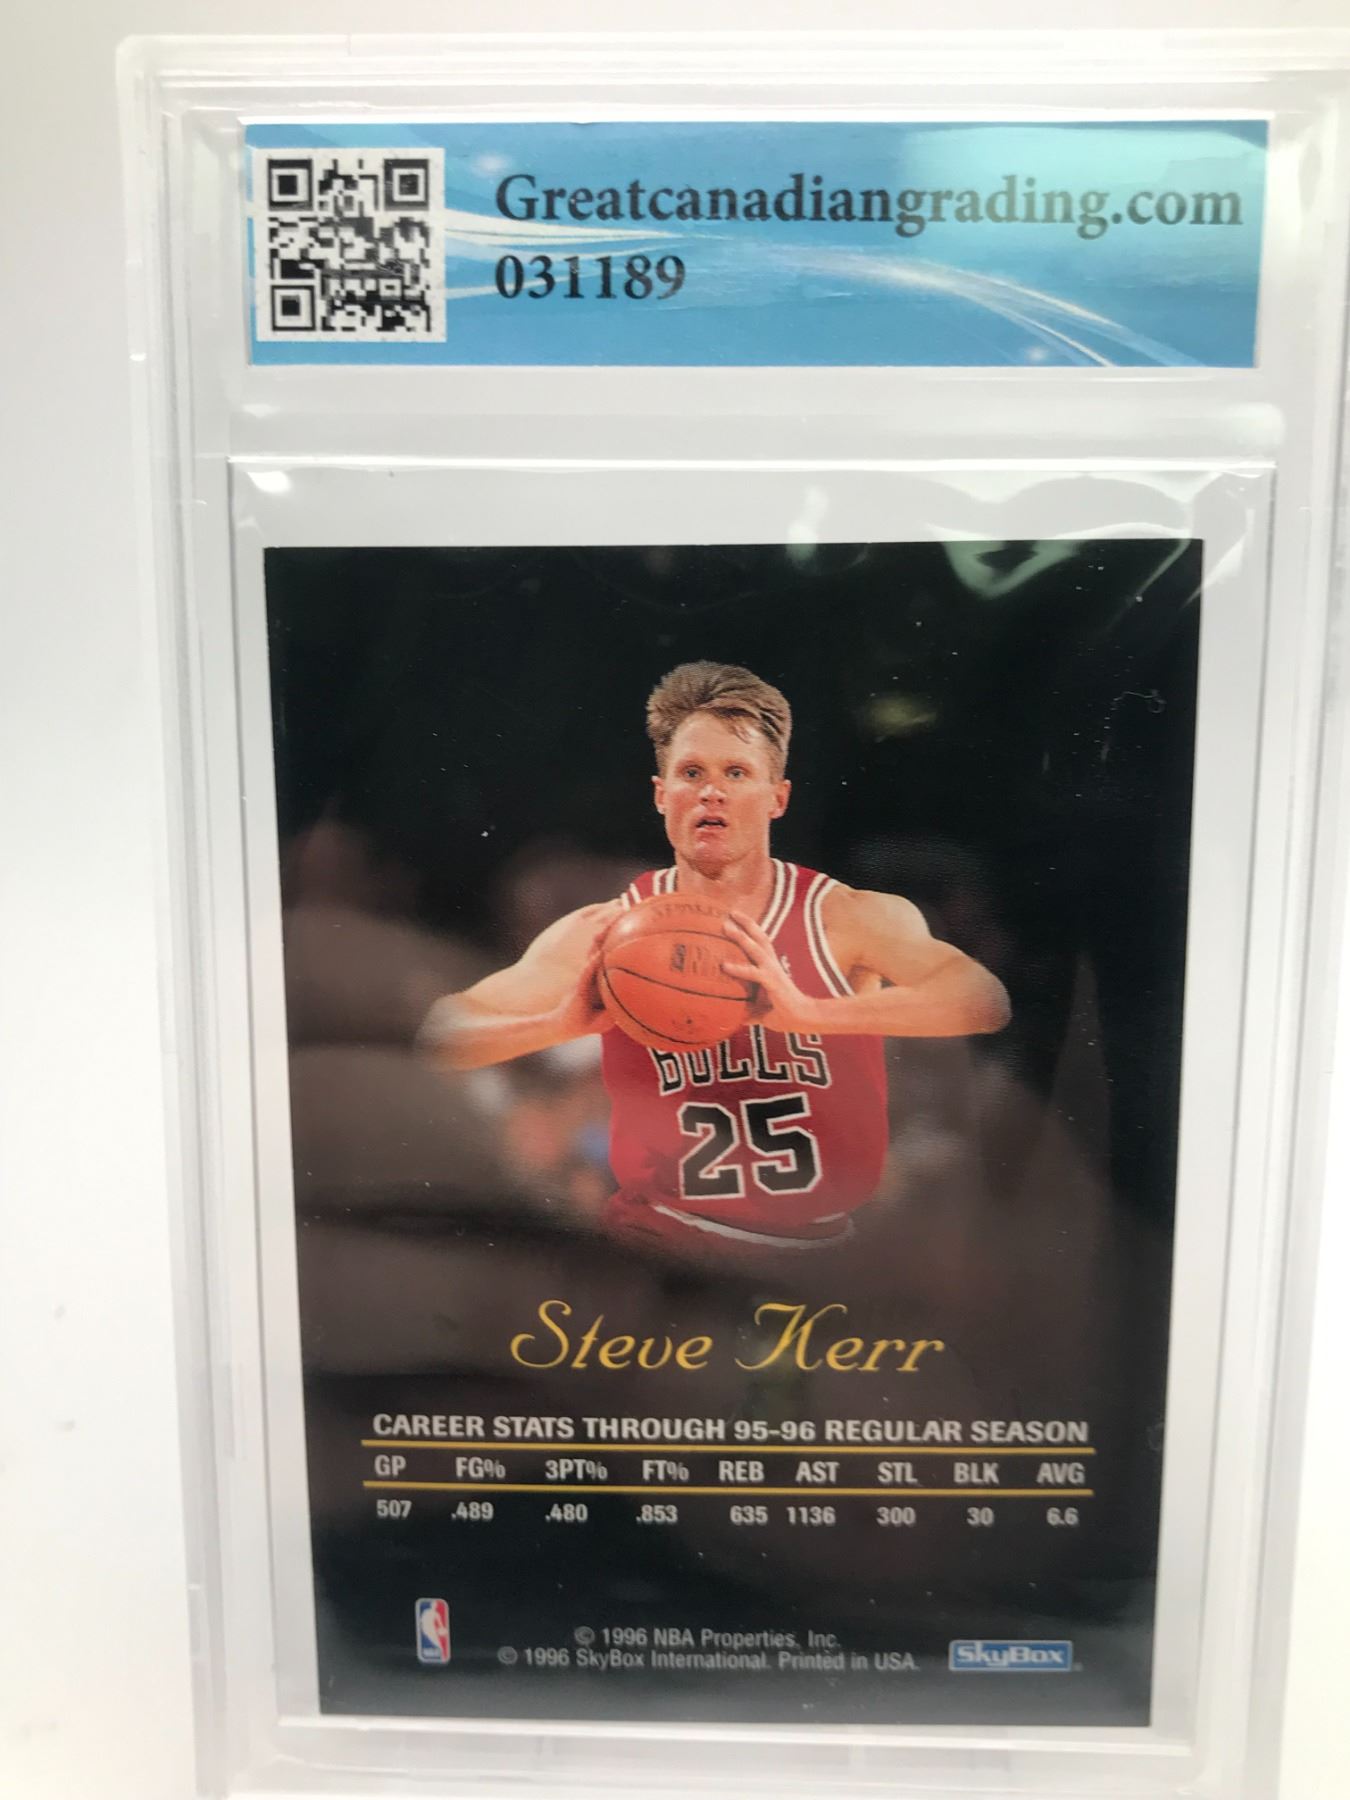 Greatcanadiangrading.com
031189
BULLS
25
Steve Kerr
CAREER STATS THROUGH 95-96 REGULAR SEASON
GP FG% 3PT% FT% REB AST STL BLK AVG
507 .489 .480 .853 635 1136 300 30 6.6
© 1996 NBA Properties, Inc.
© 1996 SkyBox International. Printed in USA.
SkyBox